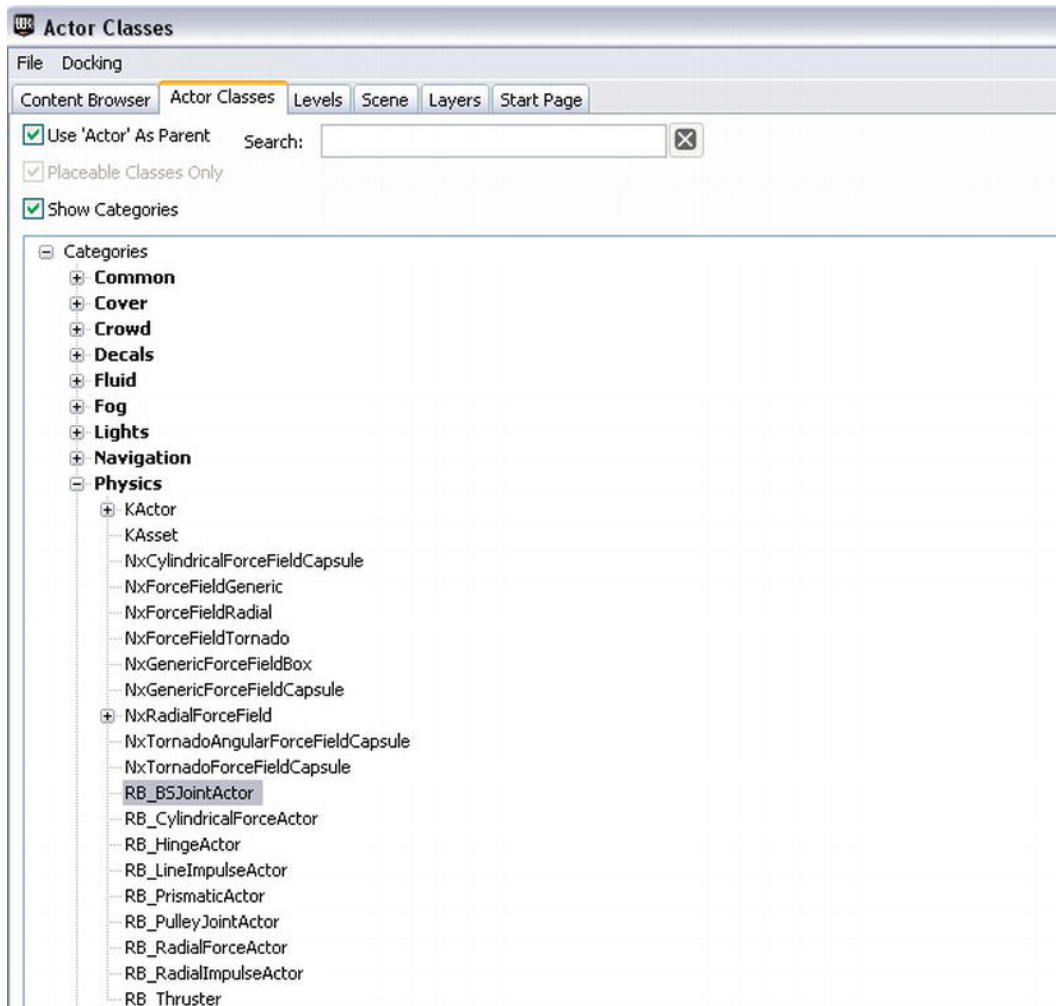 Actor Classes
File Docking
Content Browser Actor Classes Levels Scene Layers Start Page
Use 'Actor' As Parent Search:
Placeable Classes Only
Show Categories
Categories
Common
Cover
Crowd
Decals
Fluid
Fog
Lights
Navigation
Physics
KActor
KAsset
NxCylindricalForceFieldCapsule
NxForceFieldGeneric
NxForceFieldRadial
NxForceFieldTornado
NxGenericForceFieldBox
NxGenericForceFieldCapsule
NxRadialForceField
NxTornadoAngularForceFieldCapsule
NxTornadoForceFieldCapsule
RB_BSJointActor
RB_CylindricalForceActor
RB_HingeActor
RB_LineImpulseActor
RB_PrismaticActor
RB_PulleyJointActor
RB_RadialForceActor
RB_RadialImpulseActor
RB_Thruster